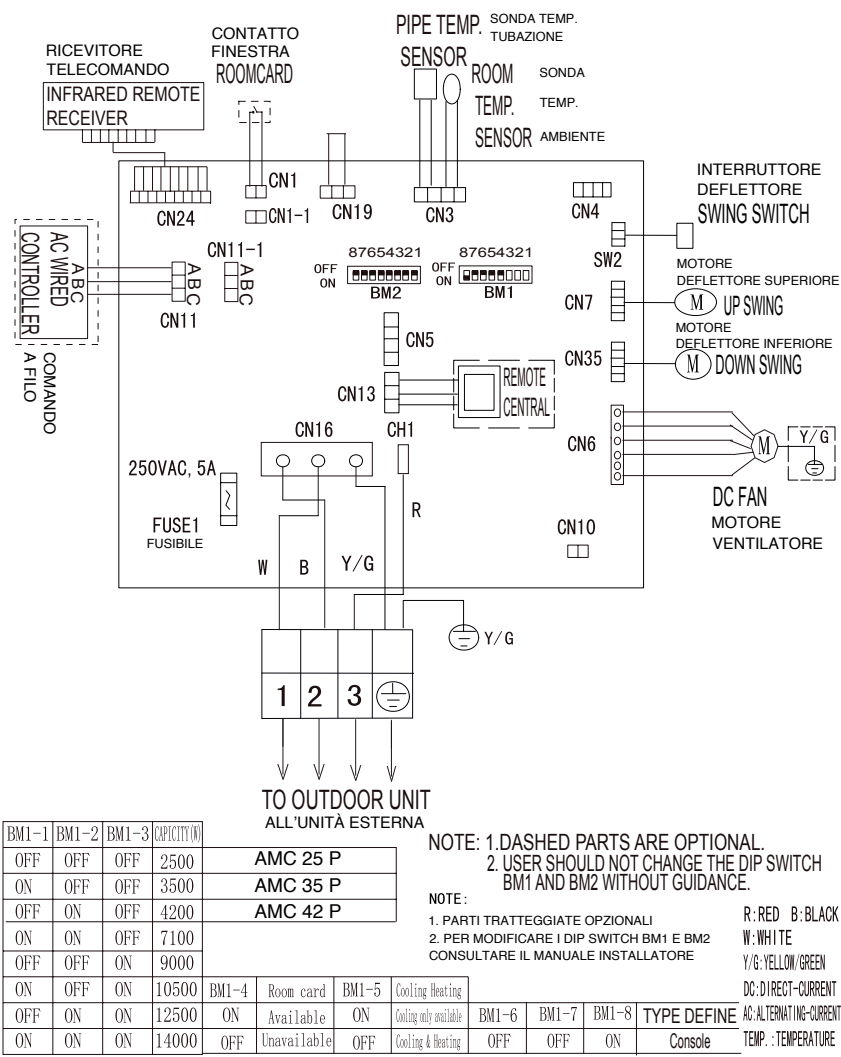 PIPE TEMP. SENSOR
SONDA TEMP.
TUBAZIONE
CONTATTO
FINESTRA
ROOMCARD
RICEVITORE
TELECOMANDO
INFRARED REMOTE
RECEIVER
ROOM TEMP. SENSOR
SONDA
TEMP.
AMBIENTE
CN24
CN1
CN1-1
CN19
CN3
CN4
INTERRUTTORE
DEFLETTORE
SWING SWITCH
SW2
AC WIRED
CONTROLLER
A B C
COMANDO
A FILO
A B C
CN11
CN11-1
A B C
87654321
OFF
ON
BM2
87654321
OFF
ON
BM1
CN7
MOTORE
DEFLETTORE SUPERIORE
M UP SWING
CN5
CN35
MOTORE
DEFLETTORE INFERIORE
M DOWN SWING
CN13
REMOTE
CENTRAL
CN6
M
Y/G
DC FAN
MOTORE
VENTILATORE
CN16
CH1
250VAC, 5A
FUSE1
FUSIBILE
R
CN10
W
B
Y/G
Y/G
1 2 3
TO OUTDOOR UNIT
ALL'UNITÀ ESTERNA
NOTE: 1.DASHED PARTS ARE OPTIONAL.
2. USER SHOULD NOT CHANGE THE DIP SWITCH
BM1 AND BM2 WITHOUT GUIDANCE.
NOTE:
1. PARTI TRATTEGGIATE OPZIONALI
2. PER MODIFICARE I DIP SWITCH BM1 E BM2
CONSULTARE IL MANUALE INSTALLATORE
R:RED B:BLACK
W:WHITE
Y/G:YELLOW/GREEN
DC:DIRECT-CURRENT
AC:ALTERNATING-CURRENT
TEMP.:TEMPERATURE
BM1-1 BM1-2 BM1-3 CAPICITY(W)
OFF OFF OFF 2500 AMC 25 P
ON OFF OFF 3500 AMC 35 P
OFF ON OFF 4200 AMC 42 P
ON ON OFF 7100
OFF OFF ON 9000
ON OFF ON 10500 BM1-4 Room card BM1-5 Cooling Heating
OFF ON ON 12500 ON Available ON Cooling only available BM1-6 BM1-7 BM1-8 TYPE DEFINE
ON ON ON 14000 OFF Unavailable OFF Cooling & Heating OFF OFF ON Console